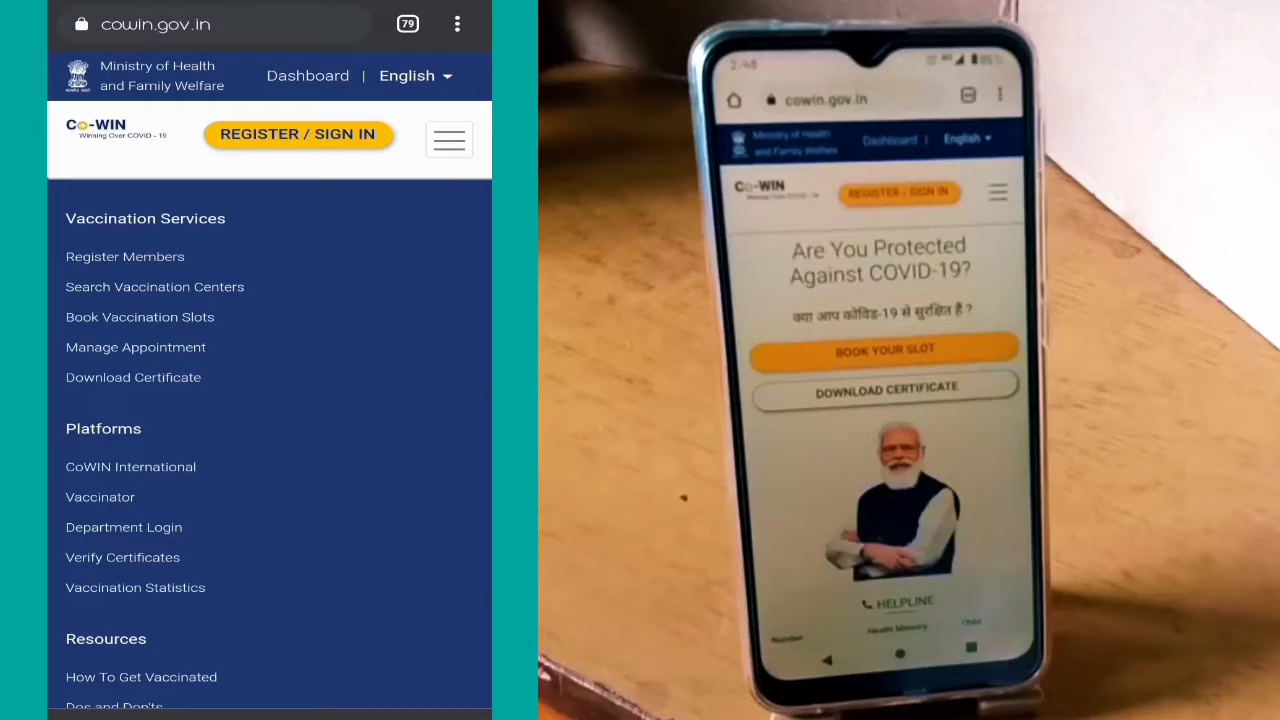 cowin.gov.in
79
Ministry of Health
and Family Welfare
Dashboard | English
Co-WIN
Winning Over COVID - 19
REGISTER / SIGN IN
Vaccination Services
Register Members
Search Vaccination Centers
Book Vaccination Slots
Manage Appointment
Download Certificate
Platforms
CoWIN International
Vaccinator
Department Login
Verify Certificates
Vaccination Statistics
Resources
How To Get Vaccinated
Dos and Don'ts
2:48
cowin.gov.in
Ministry of Health
and Family Welfare
Dashboard | English
Co-WIN
Winning Over COVID - 19
REGISTER / SIGN IN
Are You Protected
Against COVID-19?
क्या आप कोविड-19 से सुरक्षित हैं ?
BOOK YOUR SLOT
DOWNLOAD CERTIFICATE
HELPLINE
Health Ministry
Child
Number